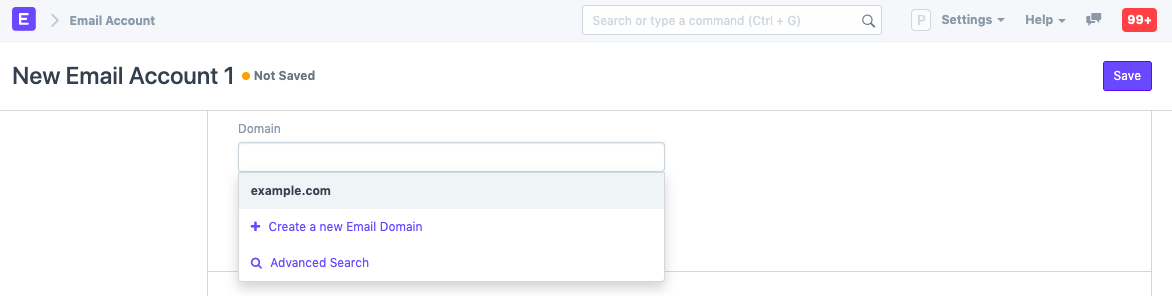 E Email Account Search or type a command (Ctrl + G) P Settings Help 99+
New Email Account 1 Not Saved Save
Domain
example.com
Create a new Email Domain
Advanced Search